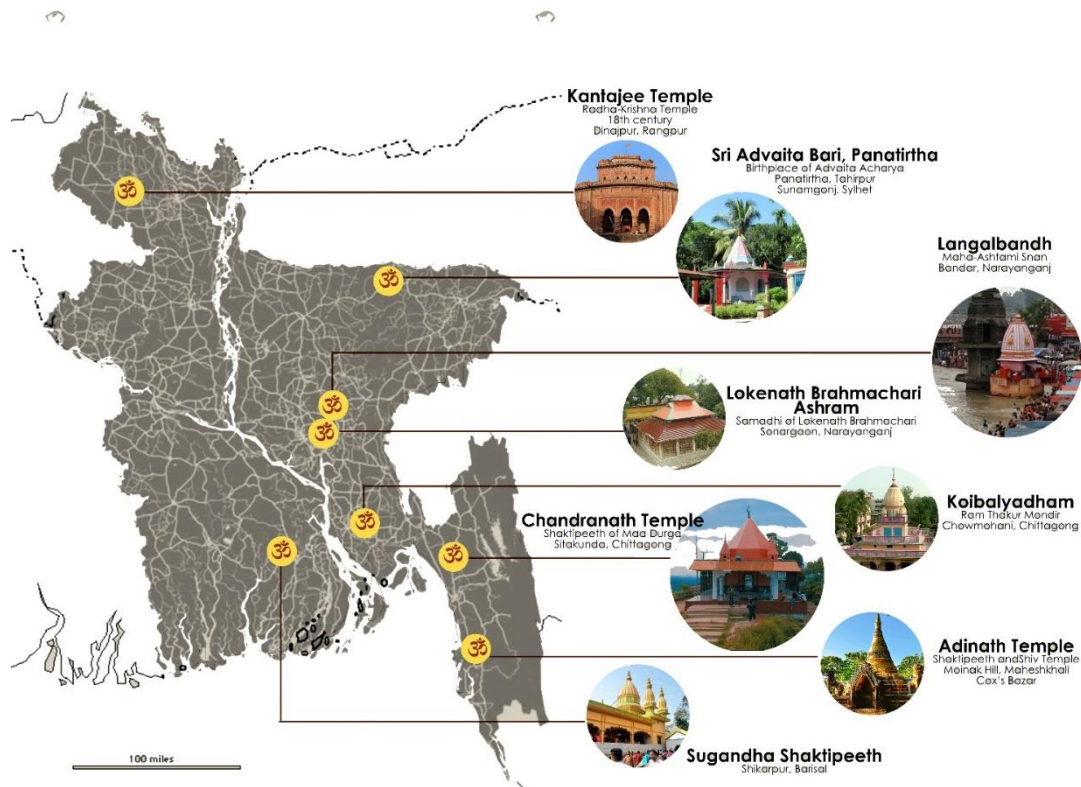 Kantajee Temple
Radha-Krishna Temple
18th century
Dinajpur, Rangpur
Sri Advaita Bari, Panatirtha
Birthplace of Advaita Acharya
Panatirtha, Tahirpur
Sunamgonj, Sylhet
Langalbandh
Maha-Ashtami Snan
Bandar, Narayanganj
Lokenath Brahmachari
Ashram
Samadhi of Lokenath Brahmachari
Sonargaon, Narayanganj
Koibalyadham
Ram Thakur Mondir
Chowmohani, Chittagong
Chandranath Temple
Shaktipeeth of Maa Durga
Sitakunda, Chittagong
Adinath Temple
Shaktipeeth andShiv Temple
Moinak Hill, Maheshkhali
Cox's Bazar
Sugandha Shaktipeeth
Shikarpur, Barisal
100 miles
ॐ
ॐ
ॐ
ॐ
ॐ
ॐ
ॐ
ॐ